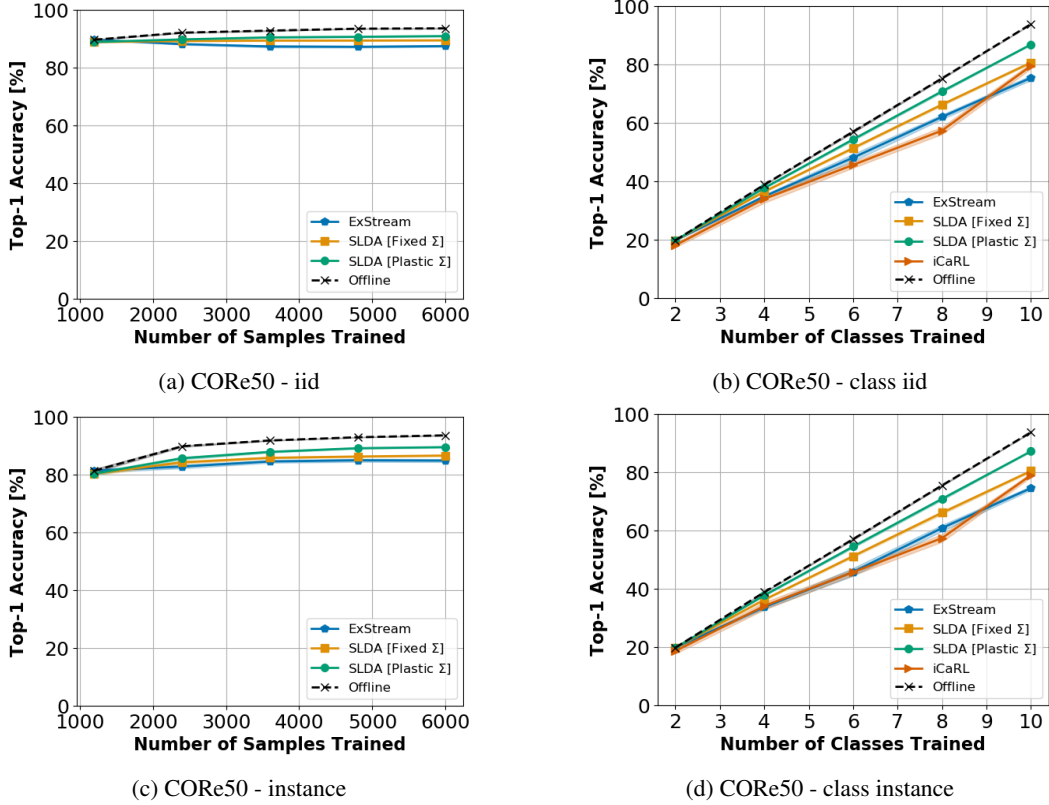 100
80
60
40
20
0
Top-1 Accuracy [%]
ExStream
SLDA [Fixed Σ]
SLDA [Plastic Σ]
Offline
1000 2000 3000 4000 5000 6000
Number of Samples Trained
(a) CORe50 - iid
100
80
60
40
20
0
Top-1 Accuracy [%]
ExStream
SLDA [Fixed Σ]
SLDA [Plastic Σ]
iCaRL
Offline
2 3 4 5 6 7 8 9 10
Number of Classes Trained
(b) CORe50 - class iid
100
80
60
40
20
0
Top-1 Accuracy [%]
ExStream
SLDA [Fixed Σ]
SLDA [Plastic Σ]
Offline
1000 2000 3000 4000 5000 6000
Number of Samples Trained
(c) CORe50 - instance
100
80
60
40
20
0
Top-1 Accuracy [%]
ExStream
SLDA [Fixed Σ]
SLDA [Plastic Σ]
iCaRL
Offline
2 3 4 5 6 7 8 9 10
Number of Classes Trained
(d) CORe50 - class instance